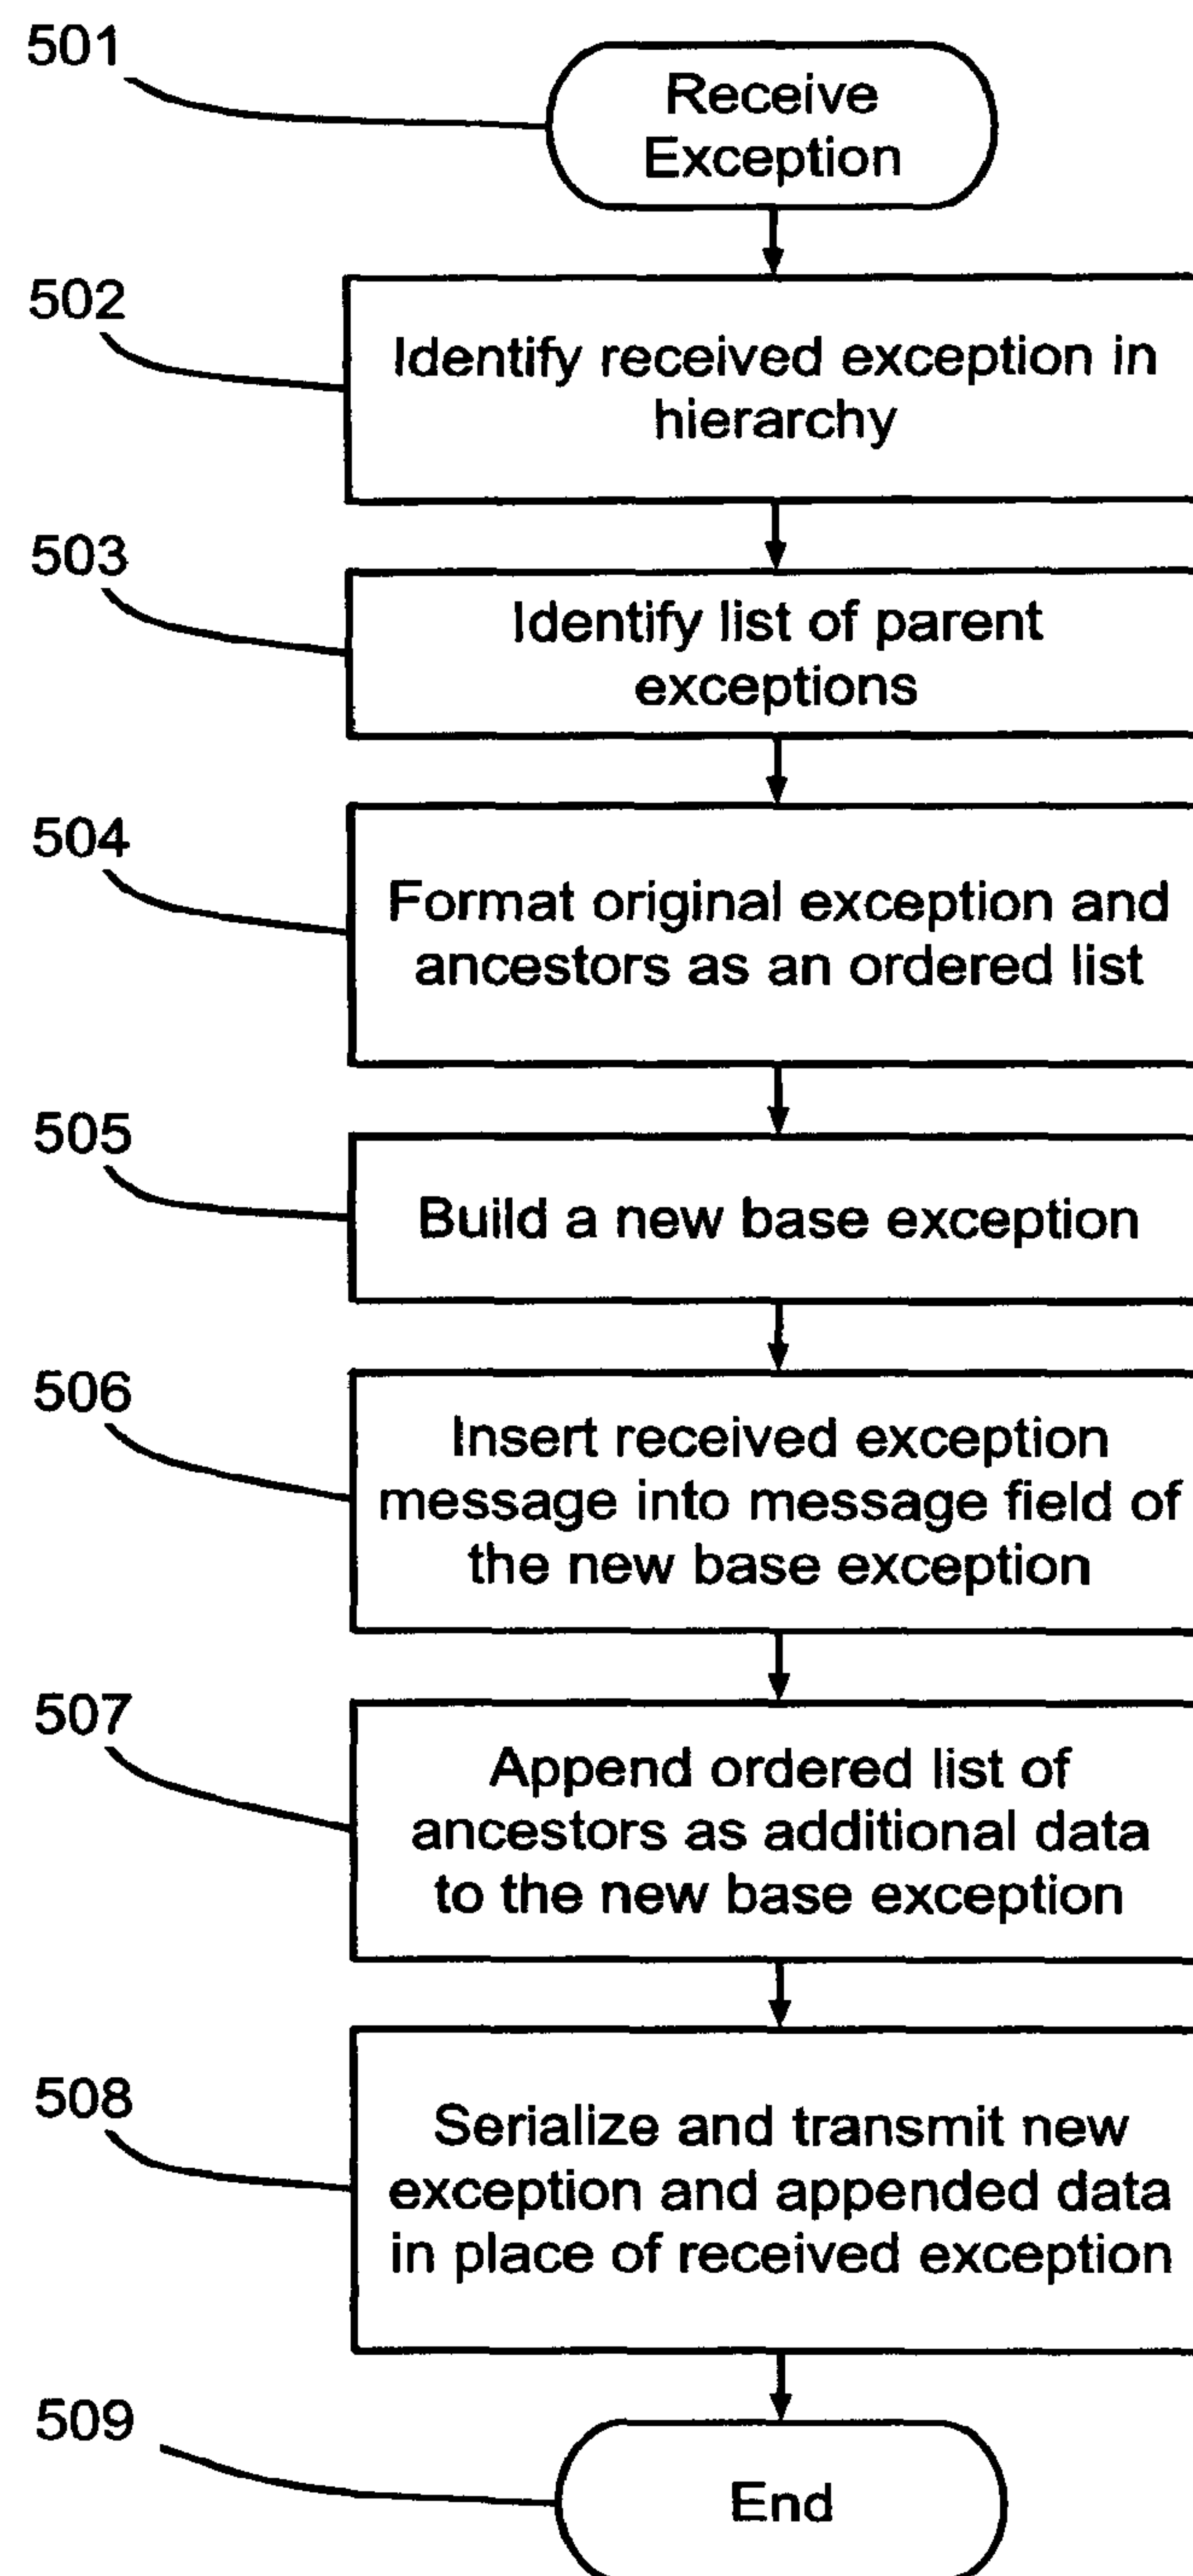 501
Receive
Exception
502
Identify received exception in
hierarchy
503
Identify list of parent
exceptions
504
Format original exception and
ancestors as an ordered list
505
Build a new base exception
506
Insert received exception
message into message field of
the new base exception
507
Append ordered list of
ancestors as additional data
to the new base exception
508
Serialize and transmit new
exception and appended data
in place of received exception
509
End